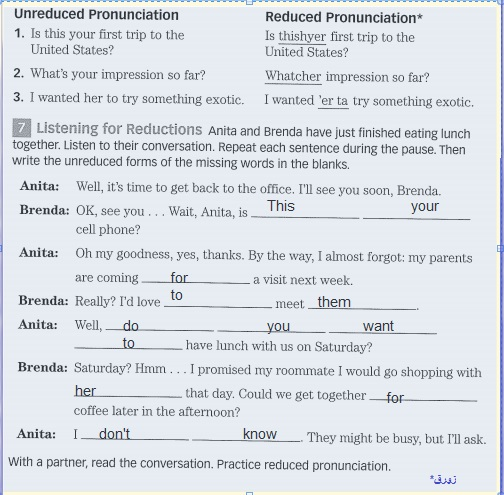 Unreduced Pronunciation Reduced Pronunciation*
1. Is this your first trip to the Is thishyer first trip to the
United States? United States?
2. What's your impression so far? Whatcher impression so far?
3. I wanted her to try something exotic. I wanted 'er ta try something exotic.
7 Listening for Reductions Anita and Brenda have just finished eating lunch
together. Listen to their conversation. Repeat each sentence during the pause. Then
write the unreduced forms of the missing words in the blanks.
Anita: Well, it's time to get back to the office. I'll see you soon, Brenda.
Brenda: OK, see you . . . Wait, Anita, is This your
cell phone?
Anita: Oh my goodness, yes, thanks. By the way, I almost forgot: my parents
are coming for a visit next week.
Brenda: Really? I'd love to meet them.
Anita: Well, do you want
to have lunch with us on Saturday?
Brenda: Saturday? Hmm . . . I promised my roommate I would go shopping with
her that day. Could we get together for
coffee later in the afternoon?
Anita: I don't know. They might be busy, but I'll ask.
With a partner, read the conversation. Practice reduced pronunciation.